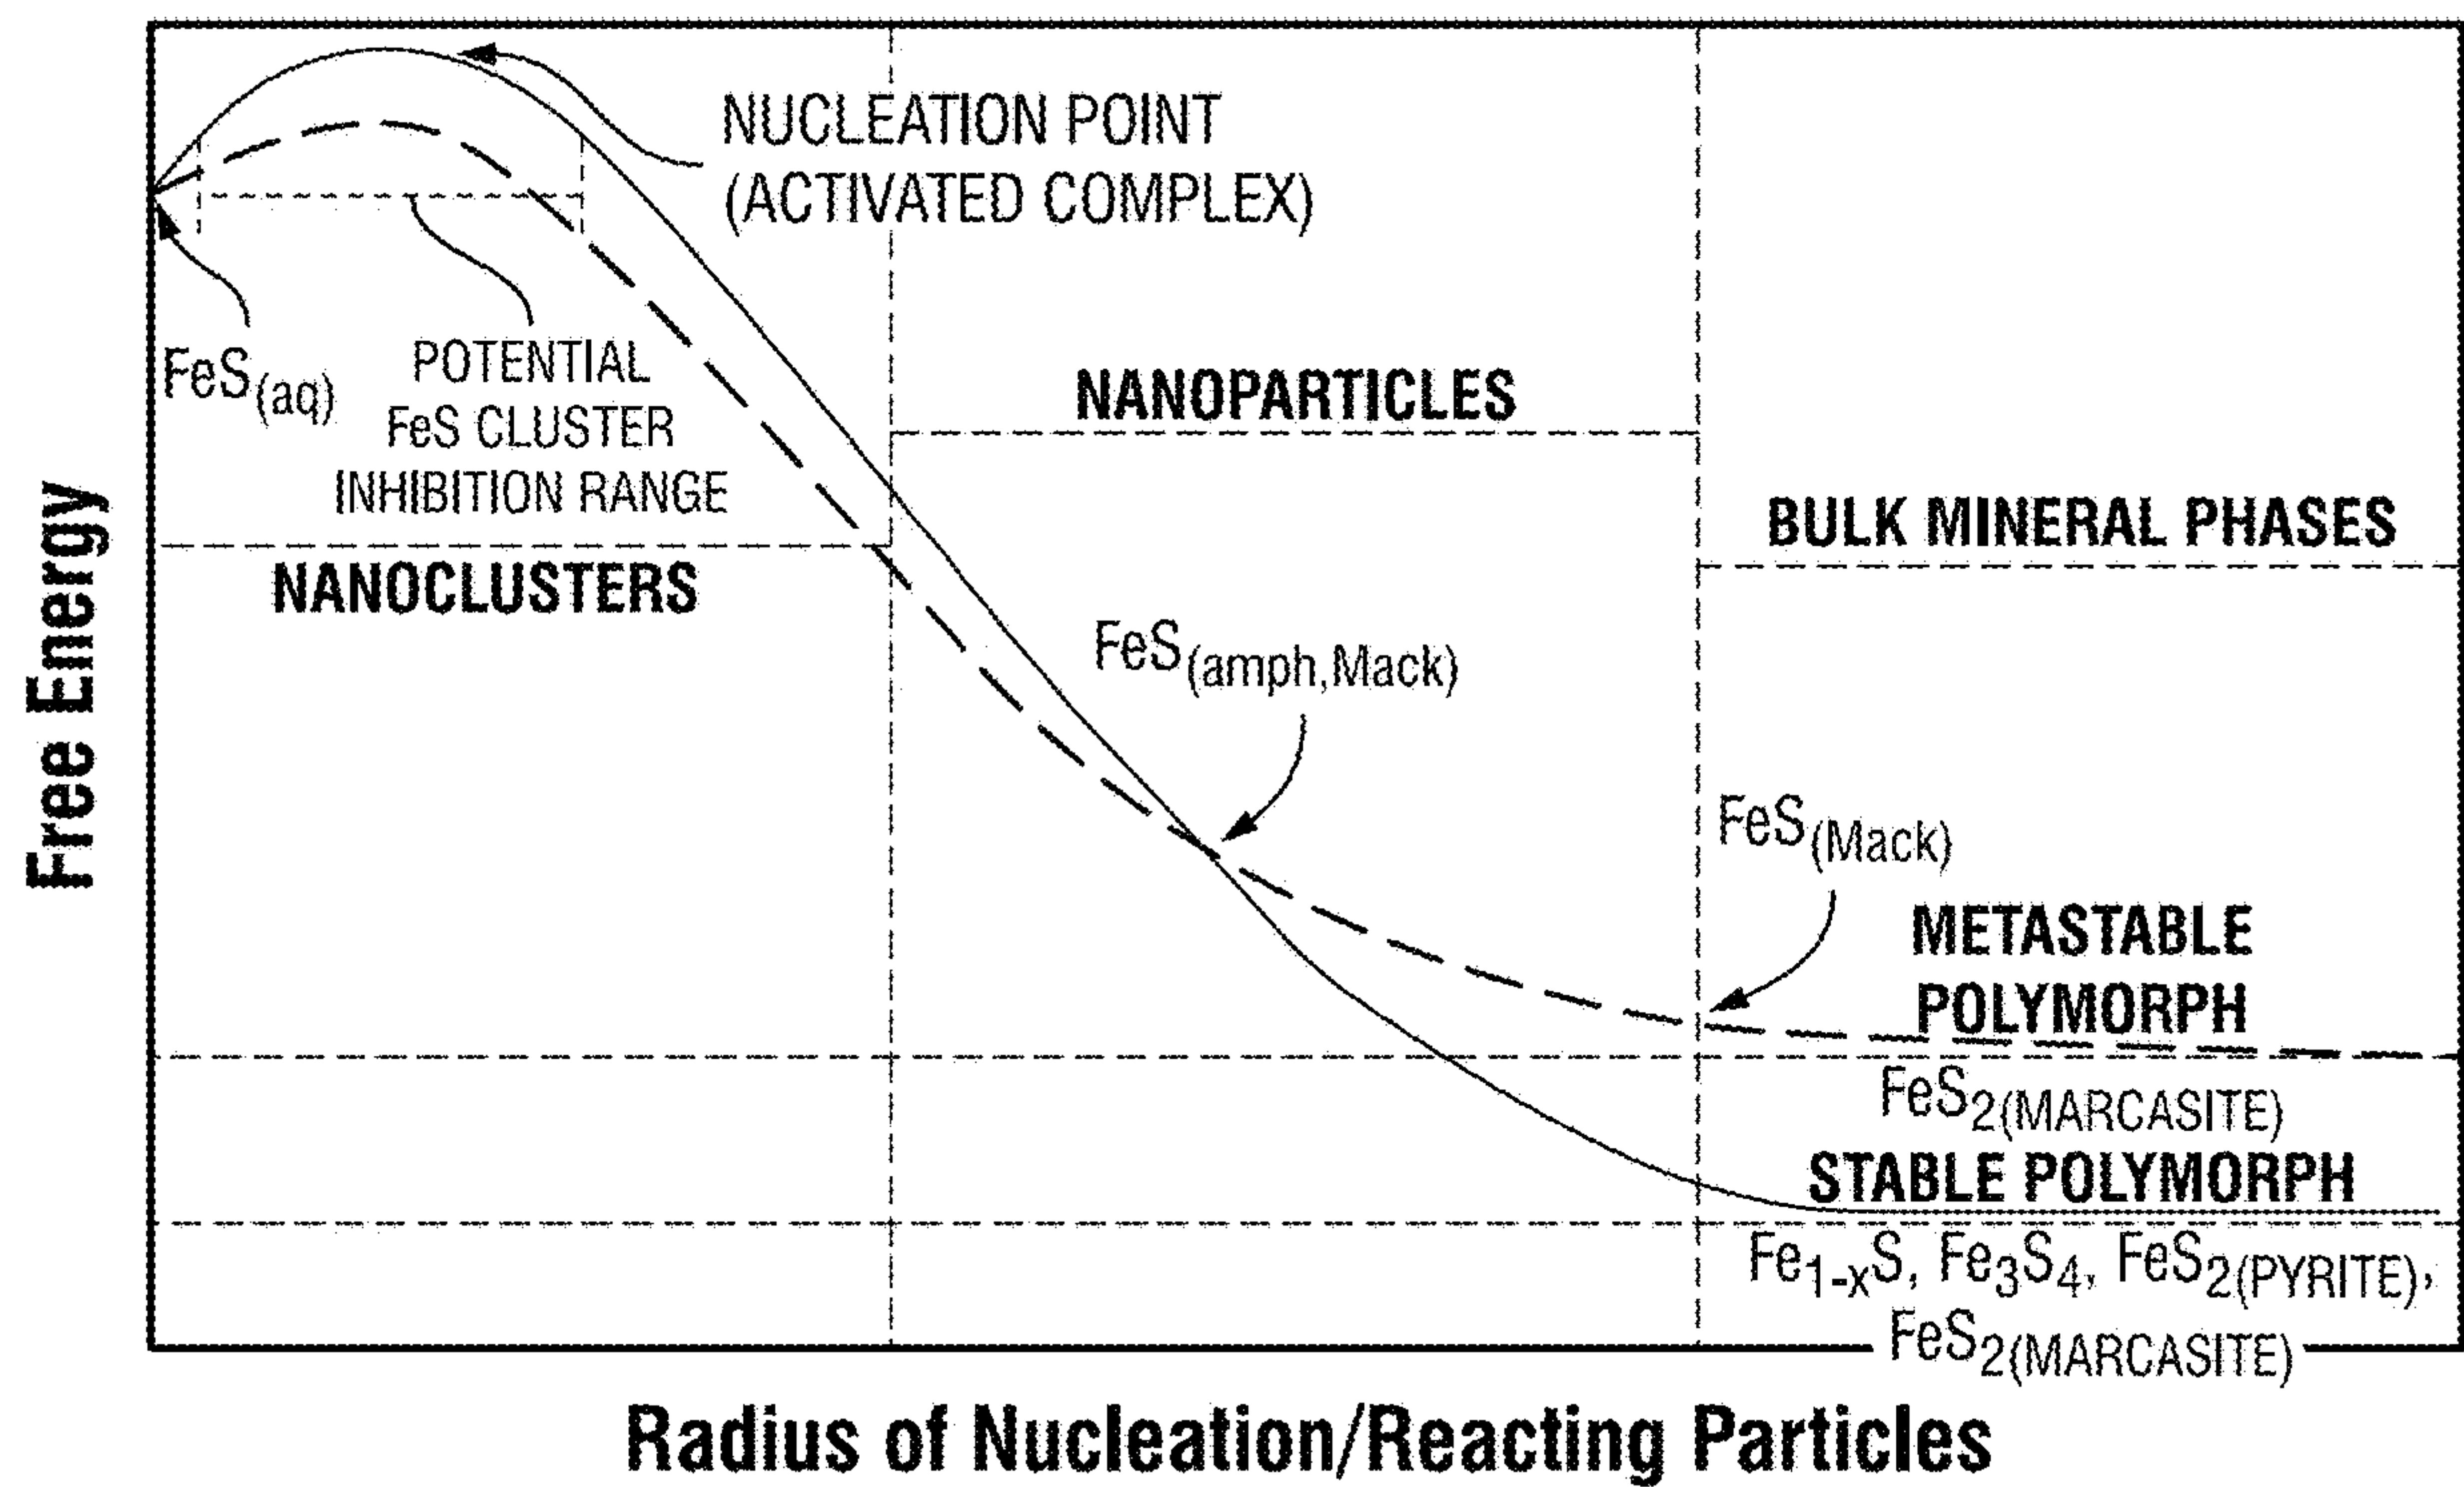 NUCLEATION POINT
(ACTIVATED COMPLEX)
FeS(aq)
POTENTIAL
FeS CLUSTER
INHIBITION RANGE
NANOCLUSTERS
NANOPARTICLES
BULK MINERAL PHASES
FeS(amph,Mack)
FeS(Mack)
METASTABLE
POLYMORPH
FeS2(MARCASITE)
STABLE POLYMORPH
Fe1-xS, Fe3S4, FeS2(PYRITE),
FeS2(MARCASITE)
Free Energy
Radius of Nucleation/Reacting Particles